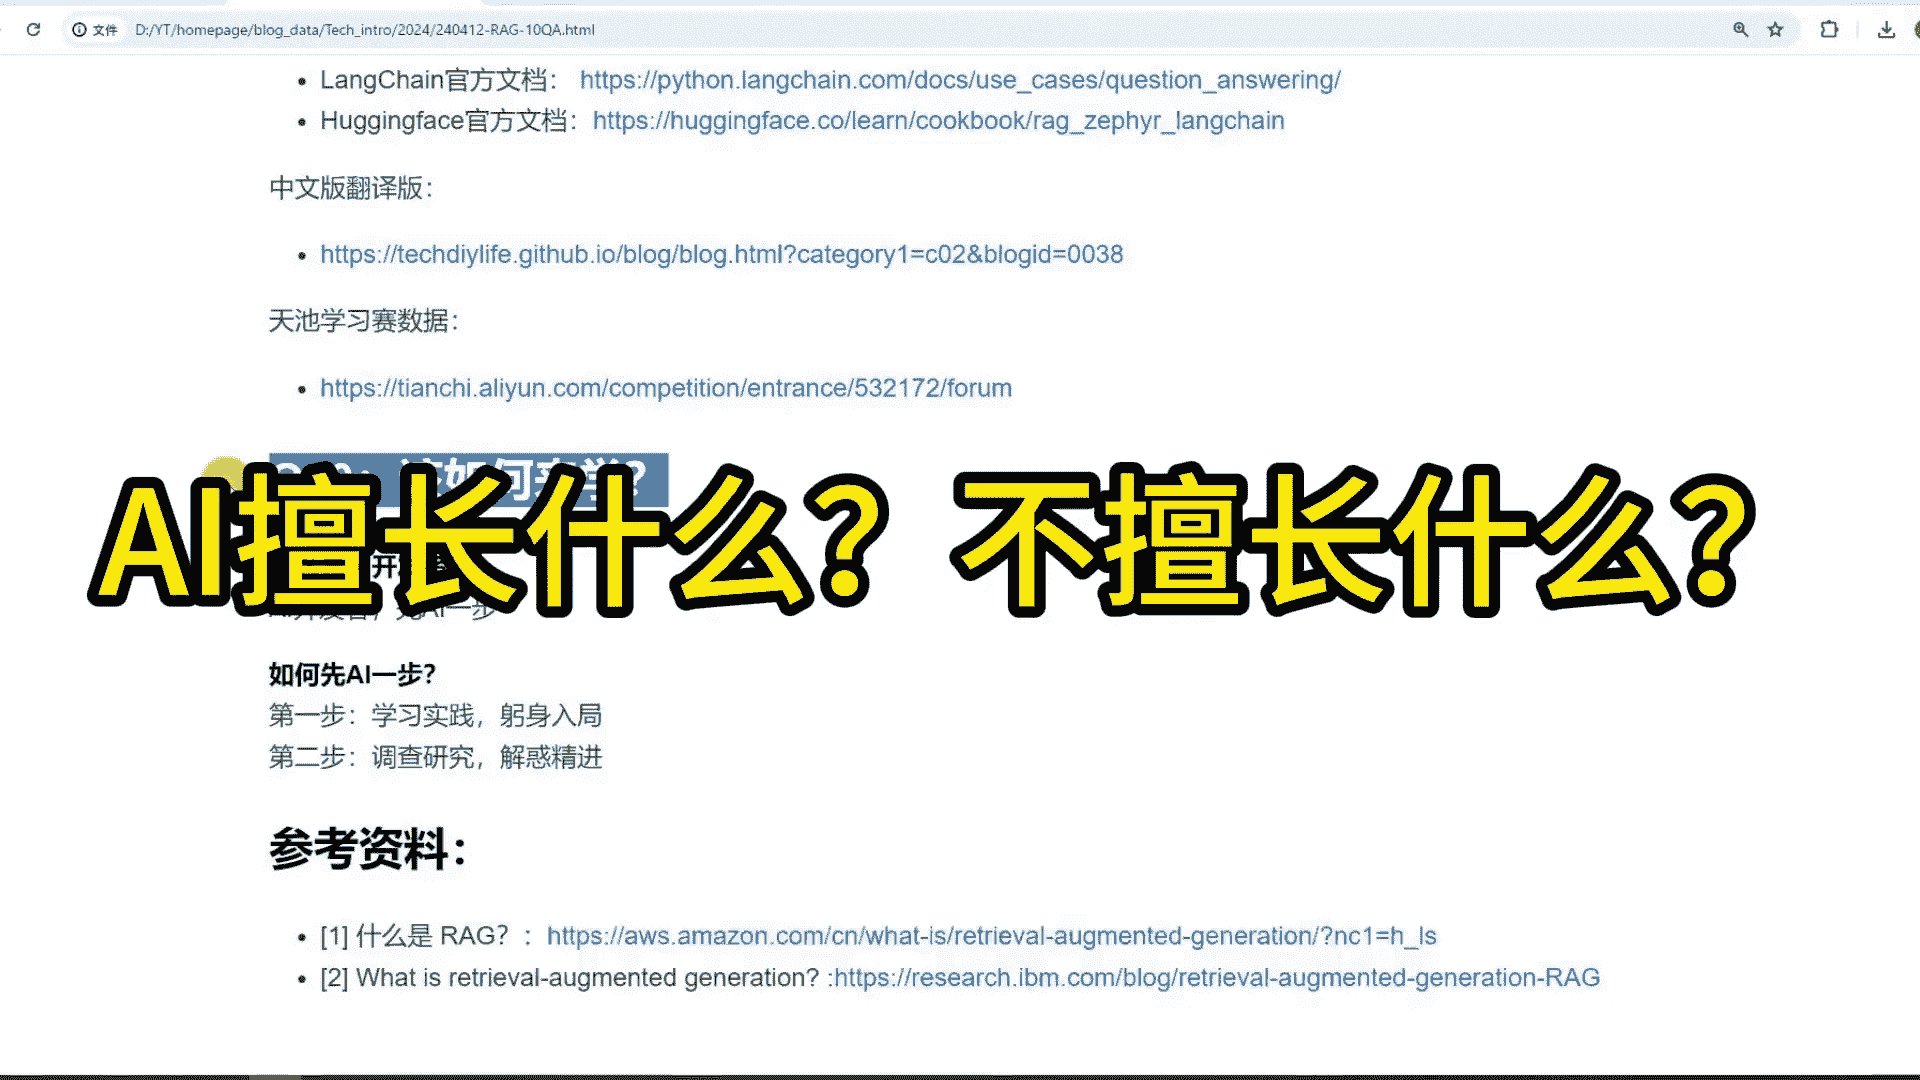 文件 D:/YT/homepage/blog_data/Tech_intro/2024/240412-RAG-10QA.html
LangChain官方文档： https://python.langchain.com/docs/use_cases/question_answering/
Huggingface官方文档：https://huggingface.co/learn/cookbook/rag_zephyr_langchain
中文版翻译版：
https://techdiylife.github.io/blog/blog.html?category1=c02&blogid=0038
天池学习赛数据：
https://tianchi.aliyun.com/competition/entrance/532172/forum
如何来学？
AI擅长什么？不擅长什么？
如何先AI一步？
第一步：学习实践，躬身入局
第二步：调查研究，解惑精进
参考资料：
[1] 什么是 RAG？：https://aws.amazon.com/cn/what-is/retrieval-augmented-generation/?nc1=h_ls
[2] What is retrieval-augmented generation? :https://research.ibm.com/blog/retrieval-augmented-generation-RAG